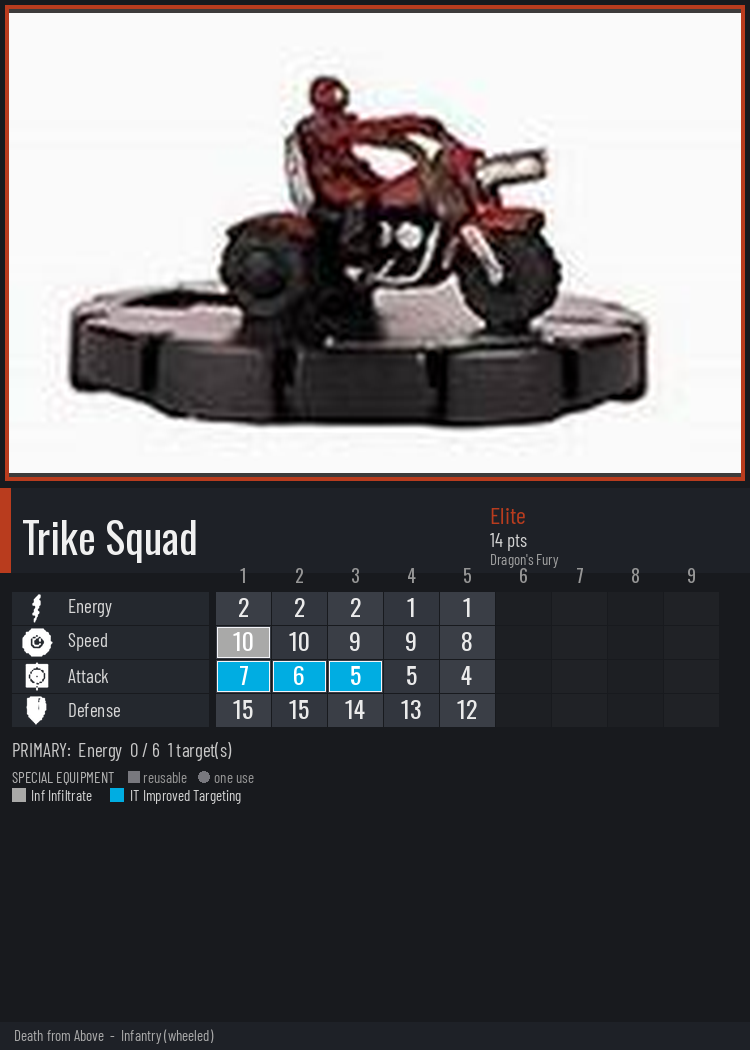 Trike Squad
Elite
14 pts
Dragon's Fury
1 2 3 4 5 6 7 8 9
Energy 2 2 2 1 1
Speed 10 10 9 9 8
Attack 7 6 5 5 4
Defense 15 15 14 13 12
PRIMARY: Energy 0 / 6 1 target(s)
SPECIAL EQUIPMENT reusable one use
Inf Infiltrate IT Improved Targeting
Death from Above - Infantry (wheeled)